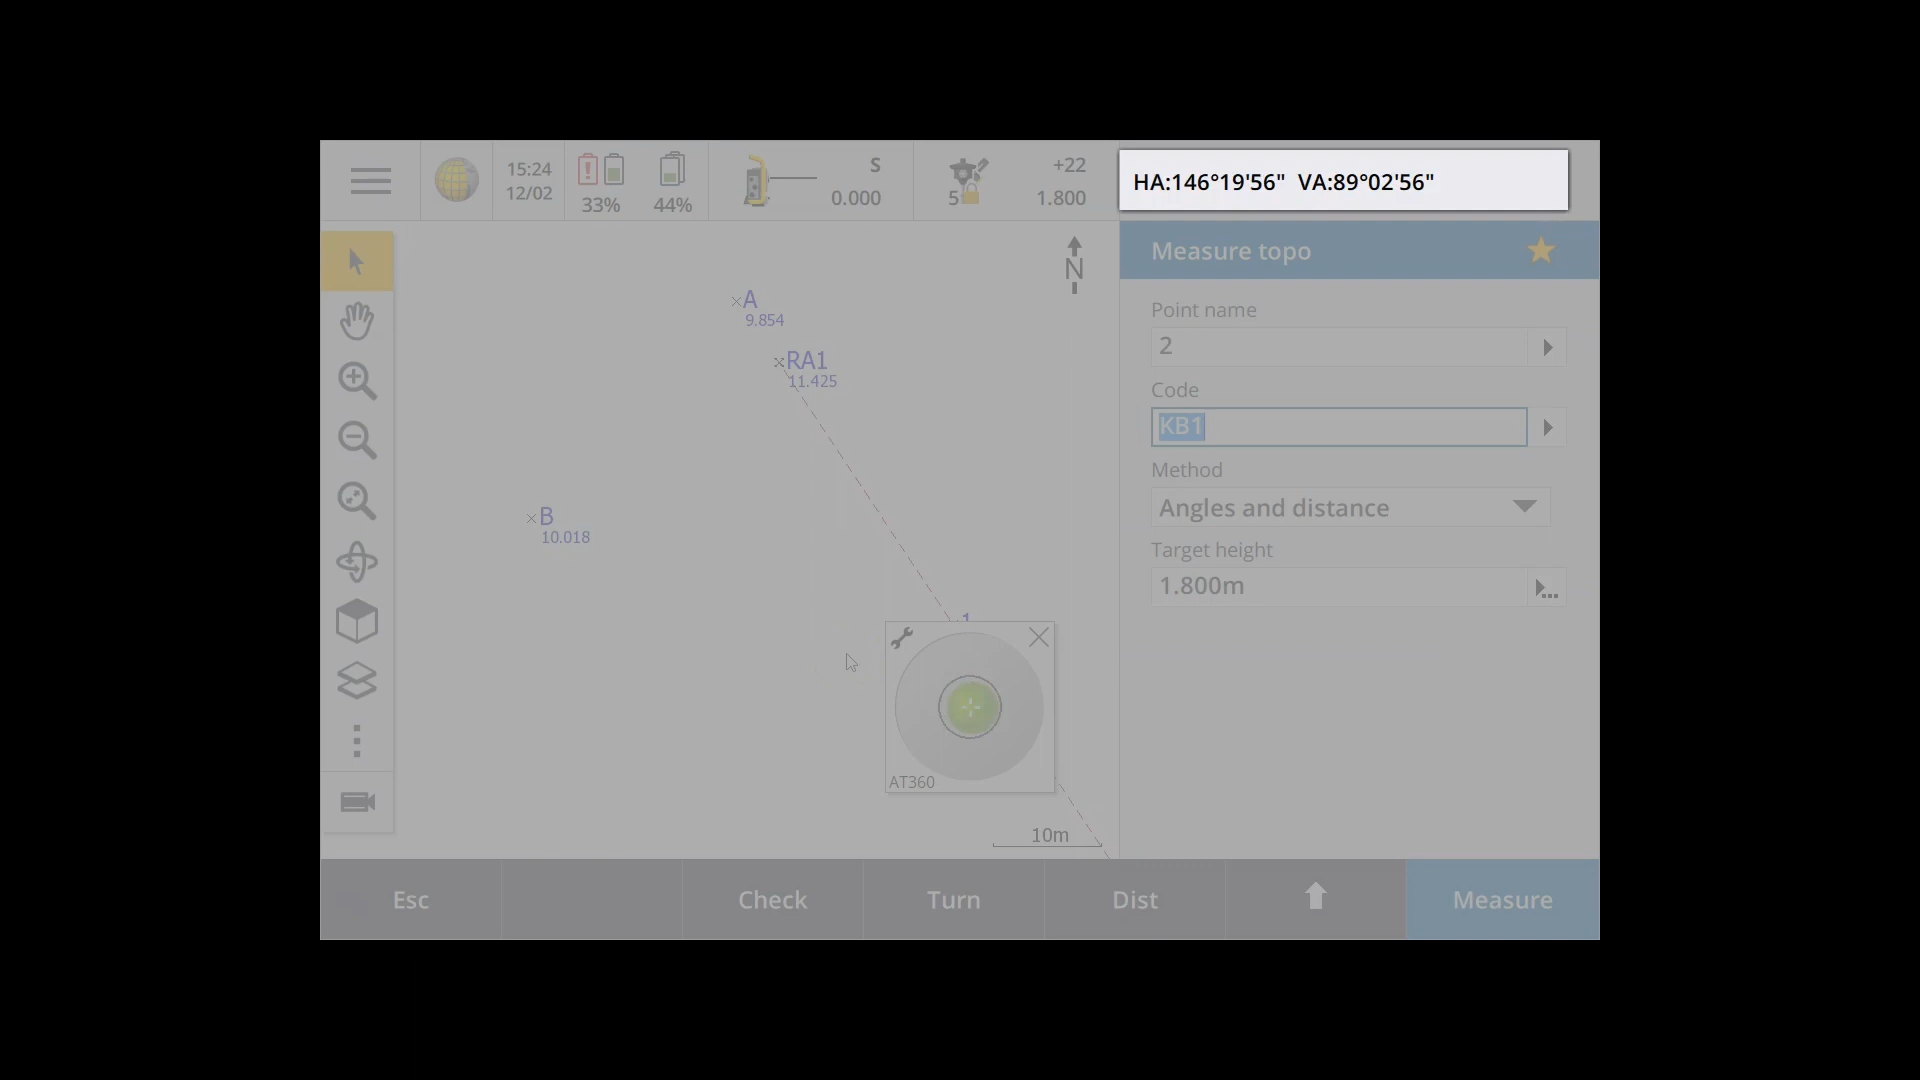 15:24
12/02
33%
44%
S
0.000
5
+22
1.800
HA:146°19'56" VA:89°02'56"
N
A
9.854
RA1
11.425
B
10.018
1
AT360
10m
Measure topo
Point name
2
Code
KB1
Method
Angles and distance
Target height
1.800m
Esc
Check
Turn
Dist
Measure